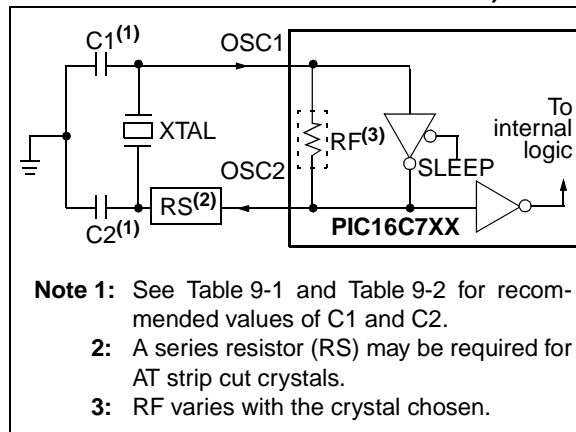 C1(1)
OSC1
XTAL
RF(3)
To
internal
logic
OSC2
SLEEP
RS(2)
C2(1)
PIC16C7XX
Note 1: See Table 9-1 and Table 9-2 for recom-
mended values of C1 and C2.
2: A series resistor (RS) may be required for
AT strip cut crystals.
3: RF varies with the crystal chosen.